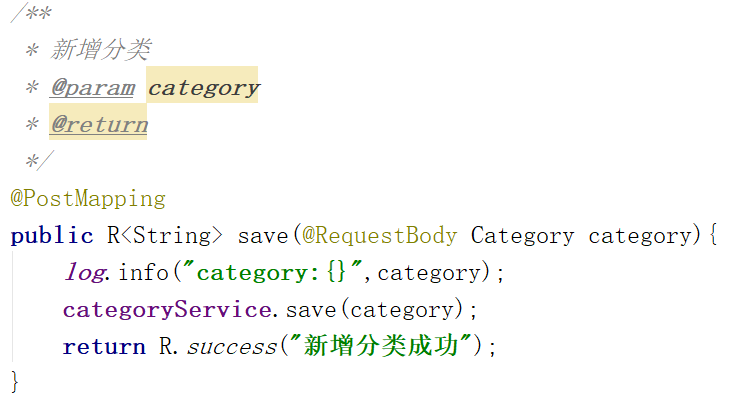 /**
 * 新增分类
 * @param category
 * @return
 */
@PostMapping
public R<String> save(@RequestBody Category category){
    log.info("category:{}",category);
    categoryService.save(category);
    return R.success("新增分类成功");
}